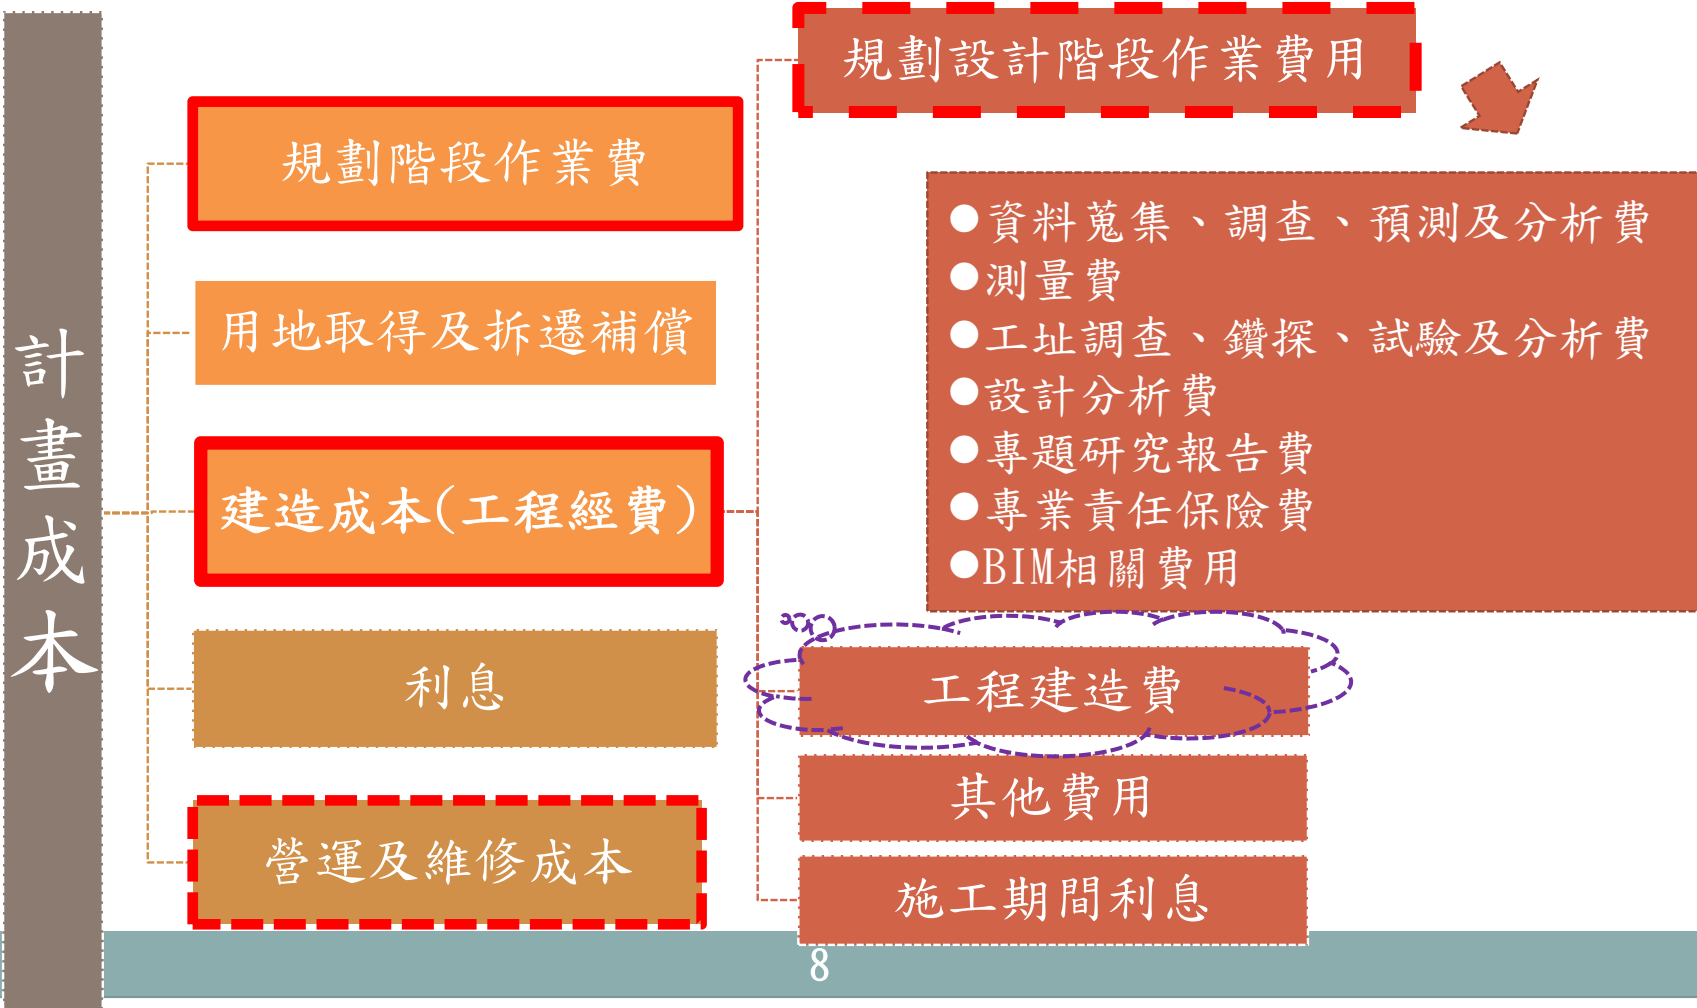 計畫成本
規劃階段作業費
用地取得及拆遷補償
建造成本(工程經費)
利息
營運及維修成本
規劃設計階段作業費用
●資料蒐集、調查、預測及分析費
●測量費
●工址調查、鑽探、試驗及分析費
●設計分析費
●專題研究報告費
●專業責任保險費
●BIM相關費用
工程建造費
其他費用
施工期間利息
8